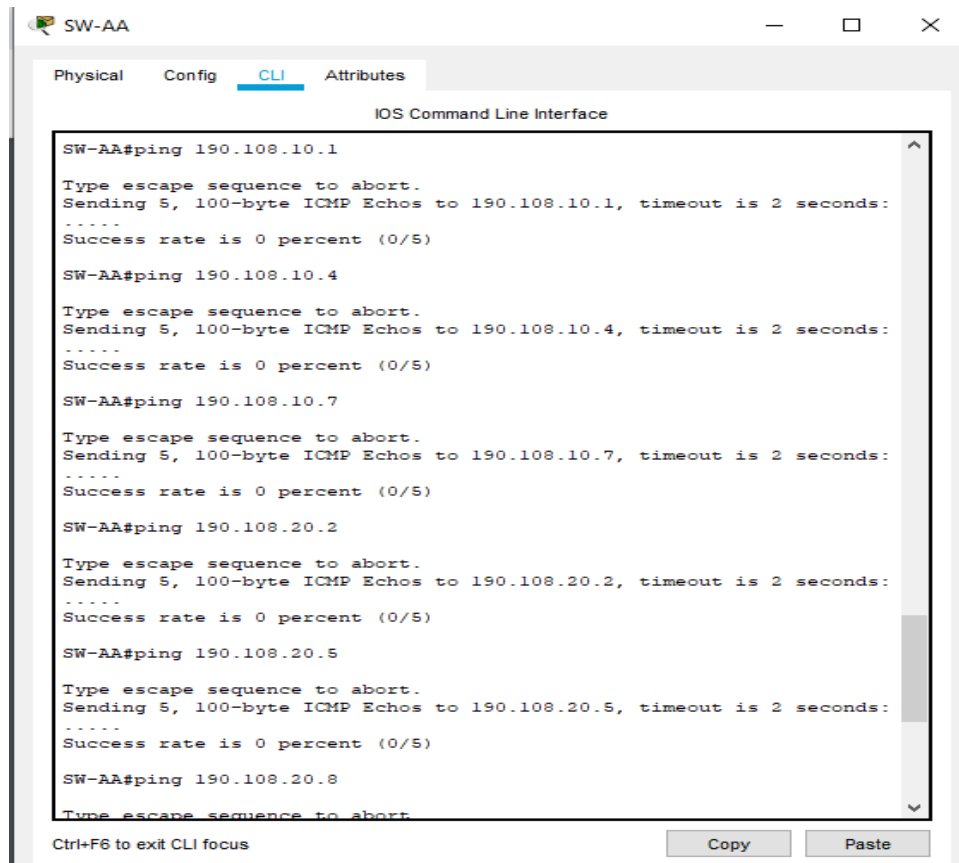 SW-AA
Physical Config CLI Attributes
IOS Command Line Interface
SW-AA#ping 190.108.10.1
Type escape sequence to abort.
Sending 5, 100-byte ICMP Echos to 190.108.10.1, timeout is 2 seconds:
.....
Success rate is 0 percent (0/5)
SW-AA#ping 190.108.10.4
Type escape sequence to abort.
Sending 5, 100-byte ICMP Echos to 190.108.10.4, timeout is 2 seconds:
.....
Success rate is 0 percent (0/5)
SW-AA#ping 190.108.10.7
Type escape sequence to abort.
Sending 5, 100-byte ICMP Echos to 190.108.10.7, timeout is 2 seconds:
.....
Success rate is 0 percent (0/5)
SW-AA#ping 190.108.20.2
Type escape sequence to abort.
Sending 5, 100-byte ICMP Echos to 190.108.20.2, timeout is 2 seconds:
.....
Success rate is 0 percent (0/5)
SW-AA#ping 190.108.20.5
Type escape sequence to abort.
Sending 5, 100-byte ICMP Echos to 190.108.20.5, timeout is 2 seconds:
.....
Success rate is 0 percent (0/5)
SW-AA#ping 190.108.20.8
Type escape sequence to abort
Ctrl+F6 to exit CLI focus
Copy Paste